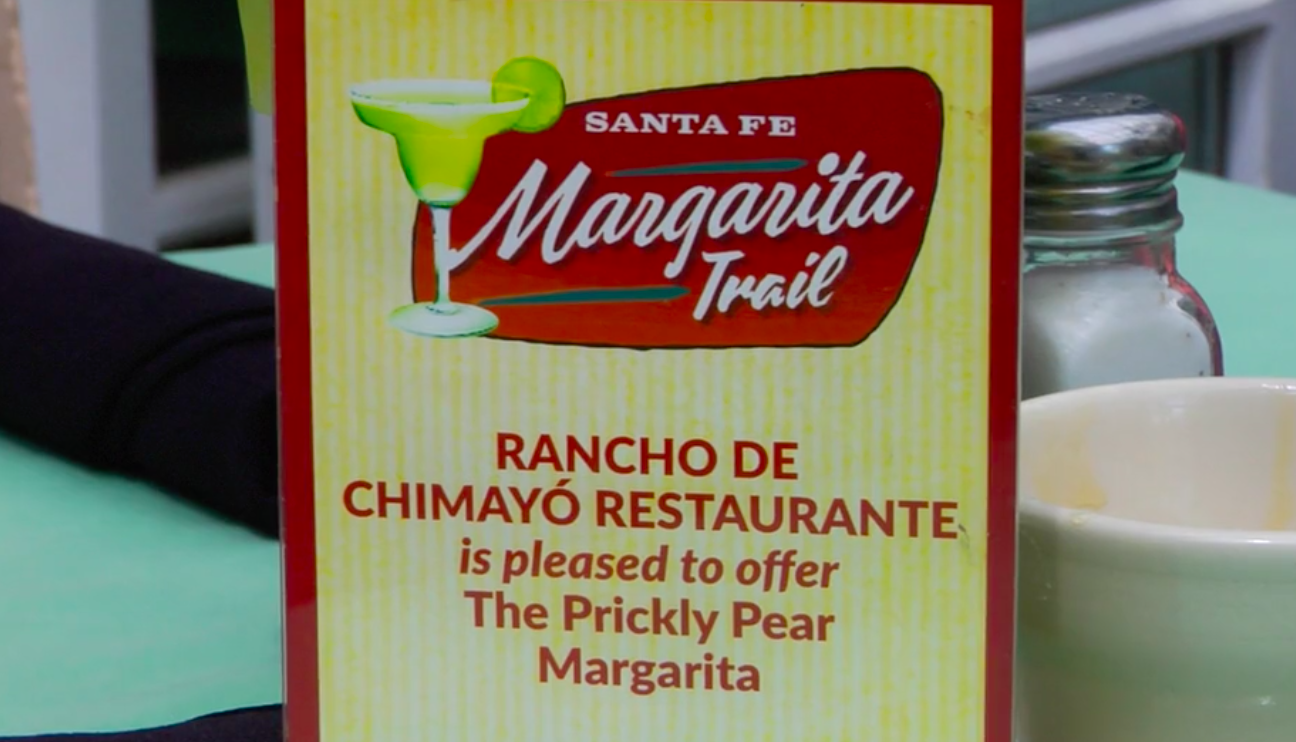 SANTA FE
Margarita
Trail
RANCHO DE
CHIMAYÓ RESTAURANTE
is pleased to offer
The Prickly Pear
Margarita